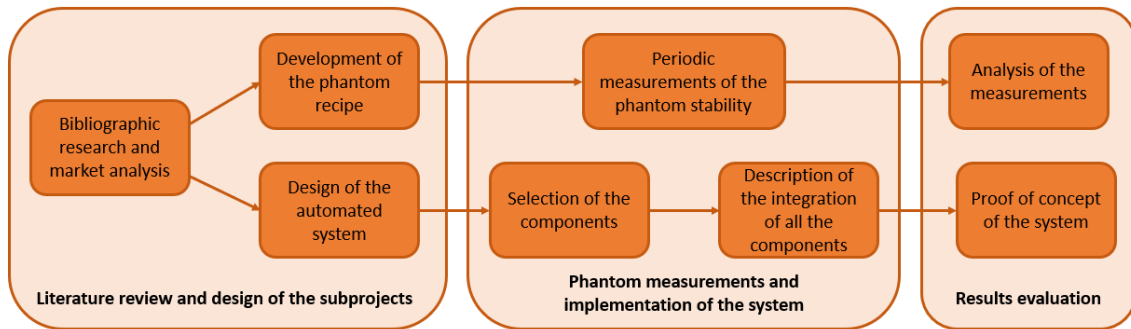 Bibliographic
research and
market analysis
Development of
the phantom
recipe
Design of the
automated
system
Literature review and design of the subprojects
Periodic
measurements of the
phantom stability
Selection of the
components
Description of
the integration
of all the
components
Phantom measurements and
implementation of the system
Analysis of the
measurements
Proof of concept
of the system
Results evaluation